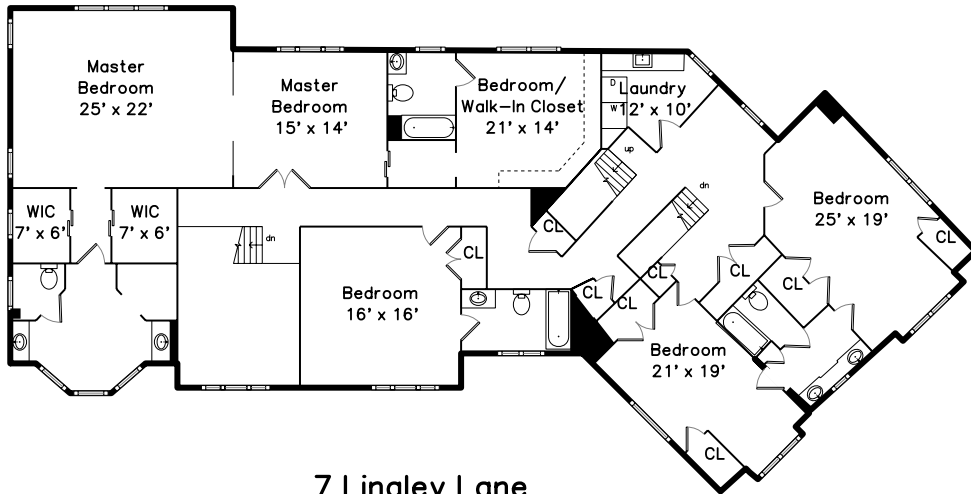 Master
Bedroom
25' x 22'
Master
Bedroom
15' x 14'
Bedroom/
Walk-In Closet
21' x 14'
D
W
Laundry
12' x 10'
up
dn
Bedroom
25' x 19'
WIC
7' x 6'
WIC
7' x 6'
CL
CL
dn
CL
Bedroom
16' x 16'
CL
CL
CL
CL
CL
Bedroom
21' x 19'
CL
7 Lingley Lane